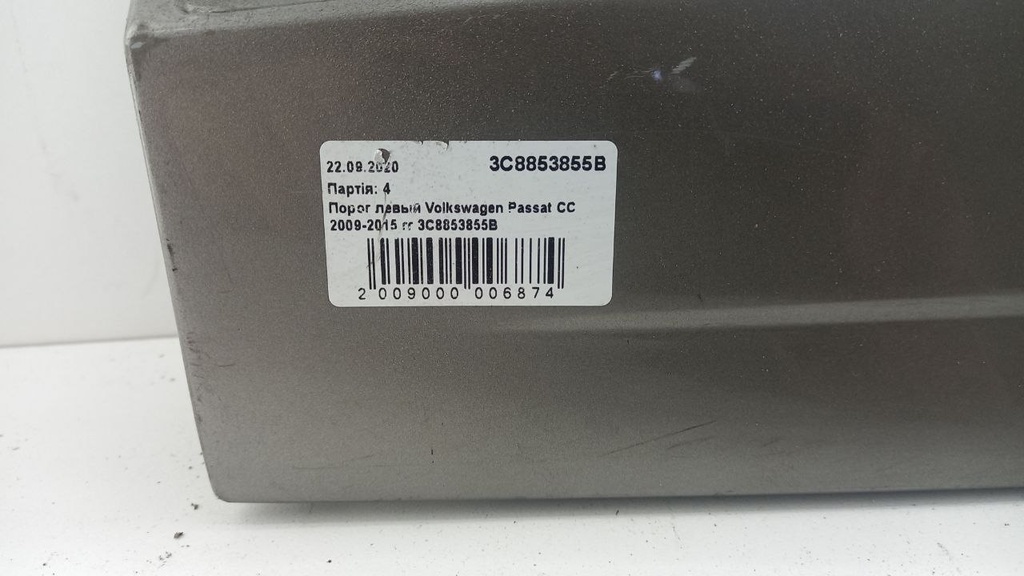 22.09.2020 3C8853855B
Партія: 4
Порог левый Volkswagen Passat CC
2009-2015 гг 3C8853855B
2 009000 006874